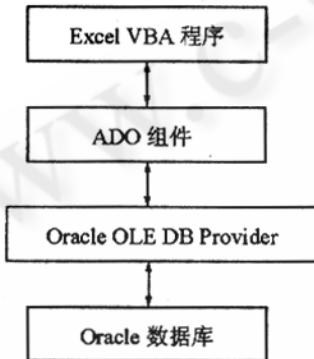 Excel VBA 程序
ADO 组件
Oracle OLE DB Provider
Oracle 数据库